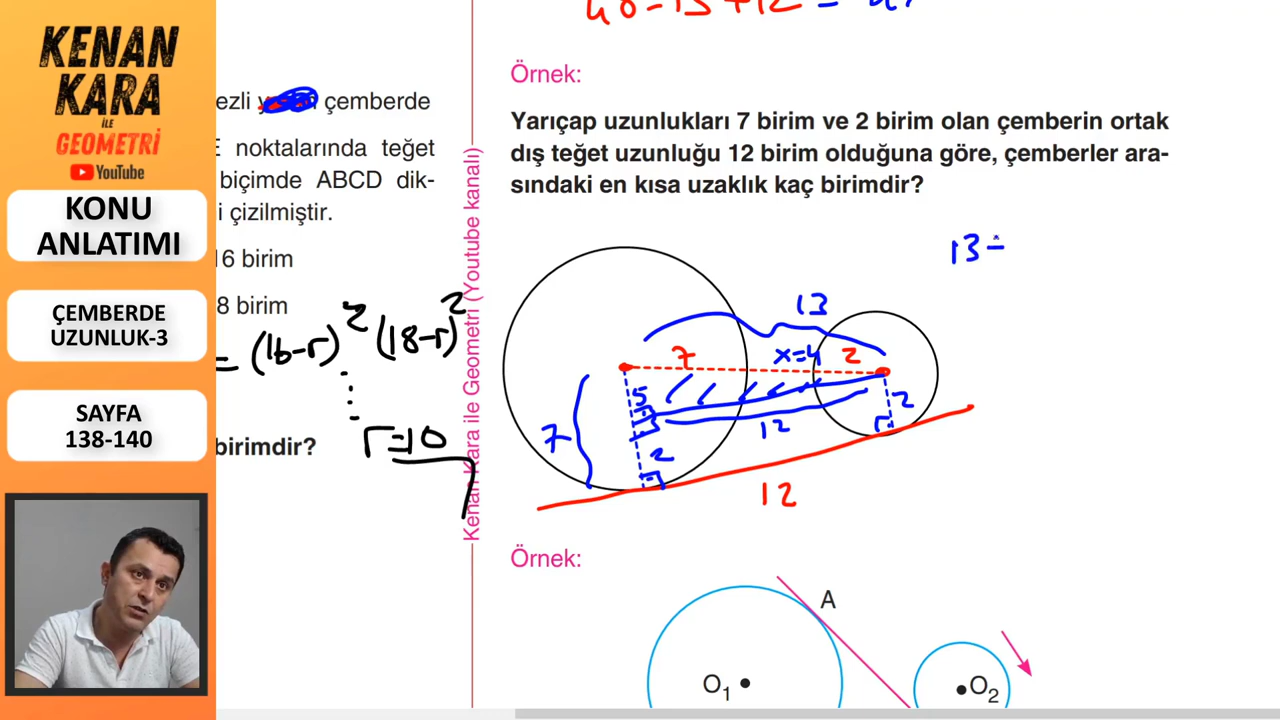 KENAN
KARA
İLE
GEOMETRİ
YouTube
KONU
ANLATIMI
ÇEMBERDE
UZUNLUK-3
SAYFA
138-140
ezli çemberde
E noktalarında teğet
biçimde ABCD dik-
i çizilmiştir.
16 birim
8 birim
= (16-r)² (18-r)²
r=10
birimdir?
Kenan Kara ile Geometri (Youtube kanalı)
48-13+12=
Örnek:
Yarıçap uzunlukları 7 birim ve 2 birim olan çemberin ortak
dış teğet uzunluğu 12 birim olduğuna göre, çemberler ara-
sındaki en kısa uzaklık kaç birimdir?
13=
13
7
x=4
2
5
2
12
7
2
12
Örnek:
A
O1
O2